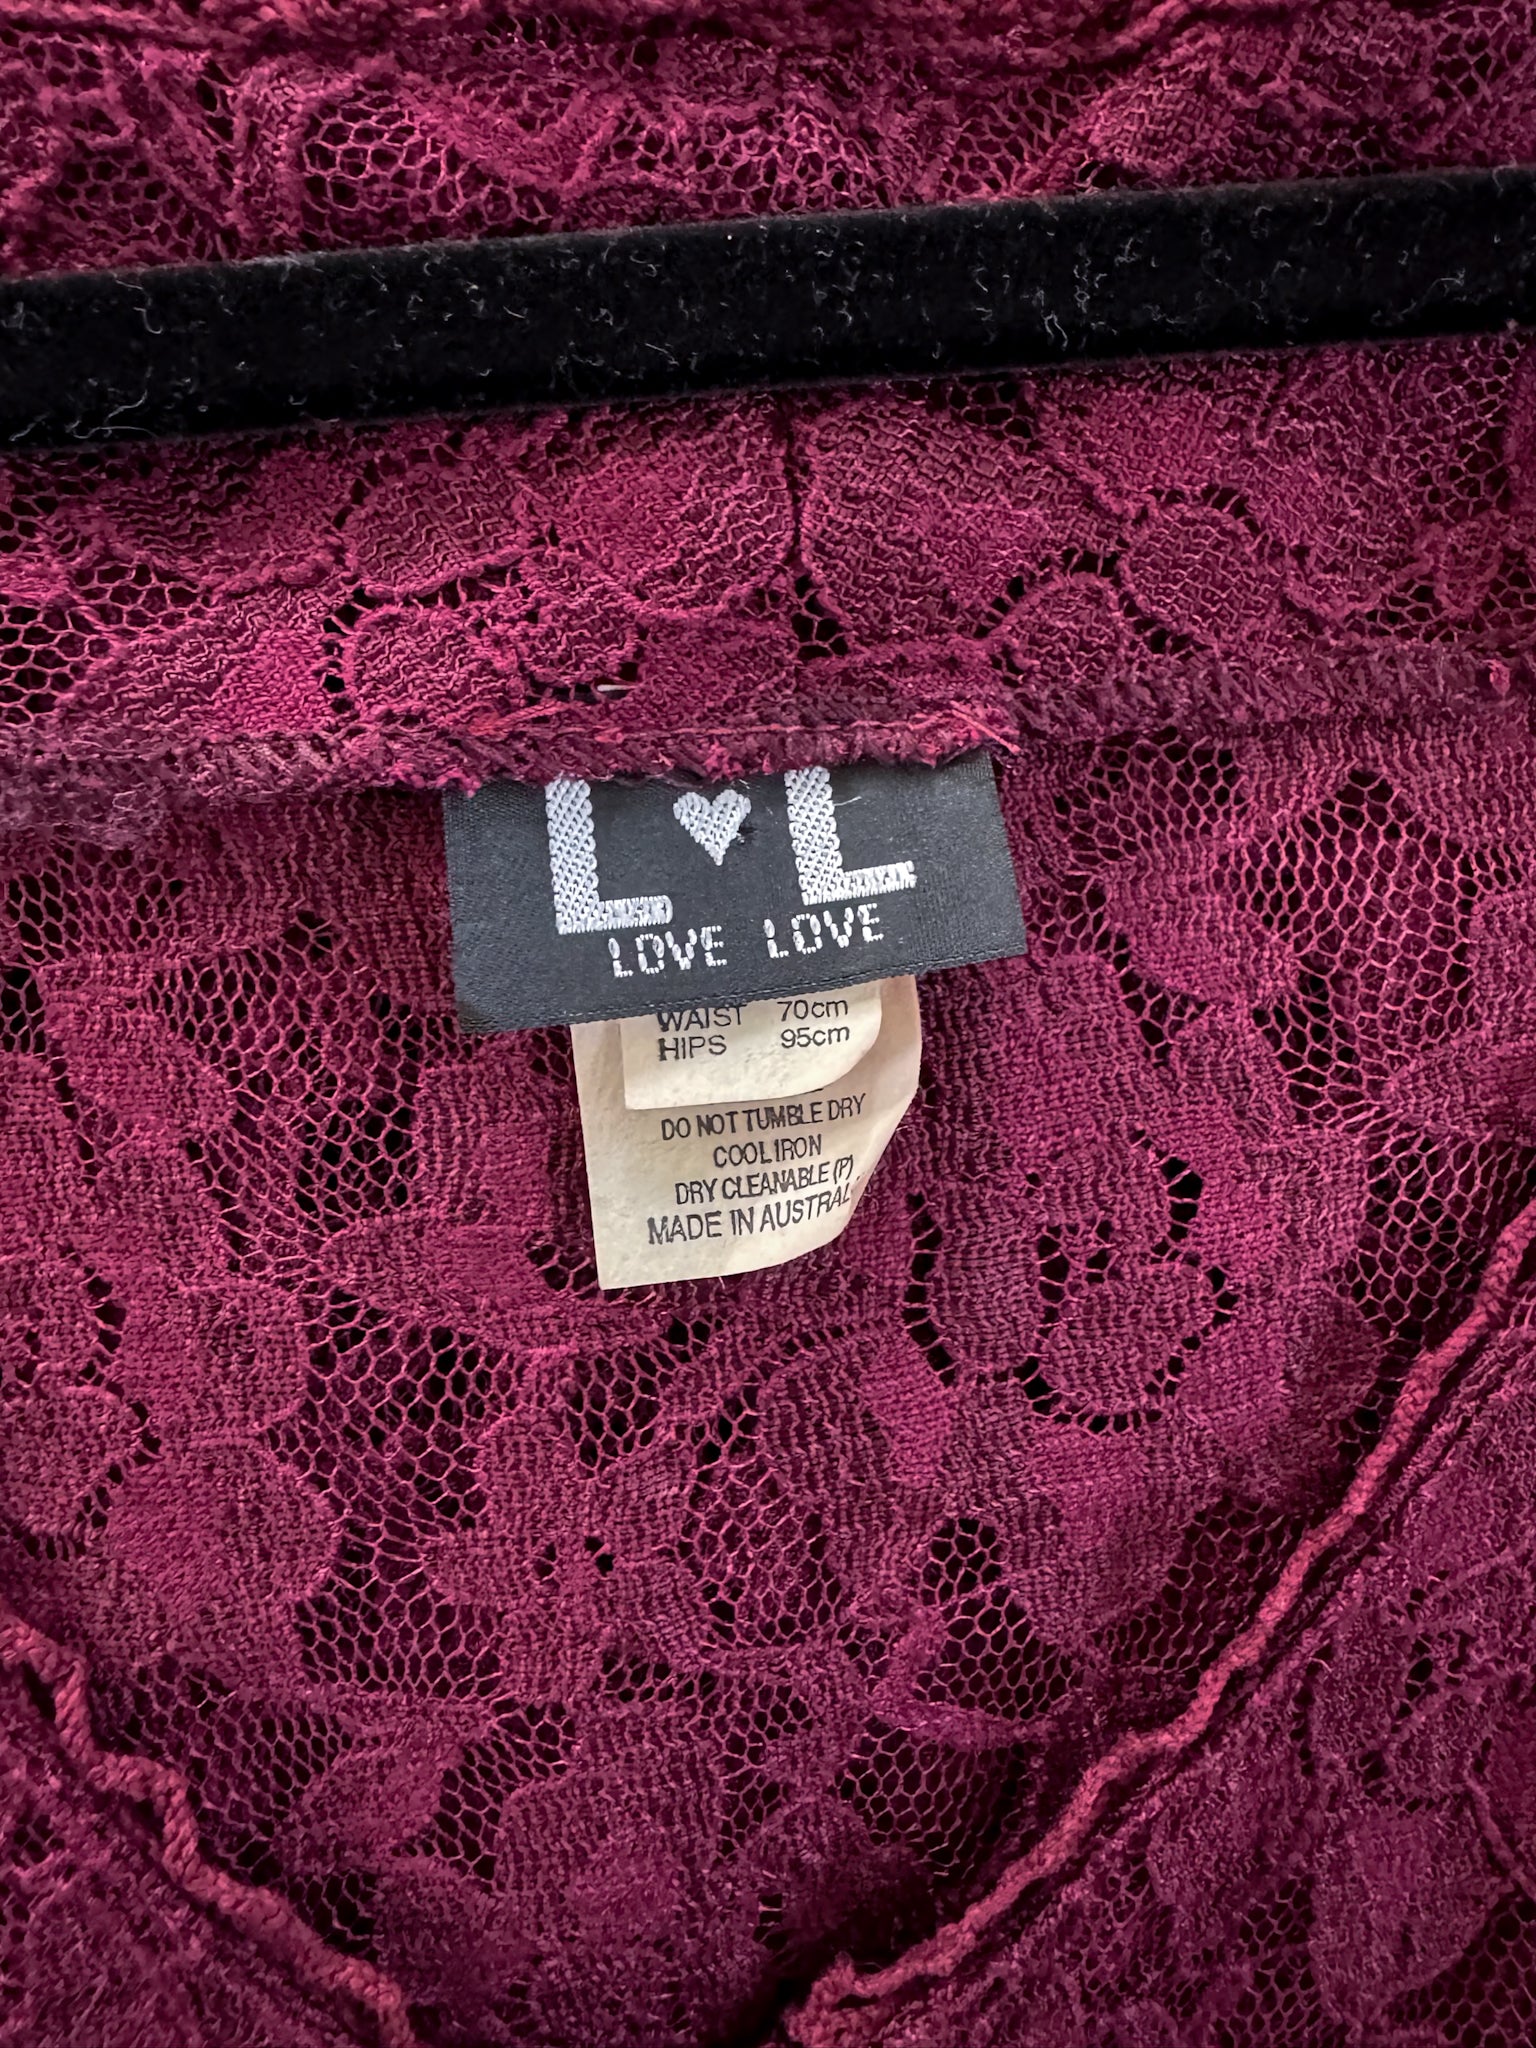 L♥L
LOVE LOVE
WAIST 70cm
HIPS 95cm
DO NOT TUMBLE DRY
COOL IRON
DRY CLEANABLE (P)
MADE IN AUSTRAL